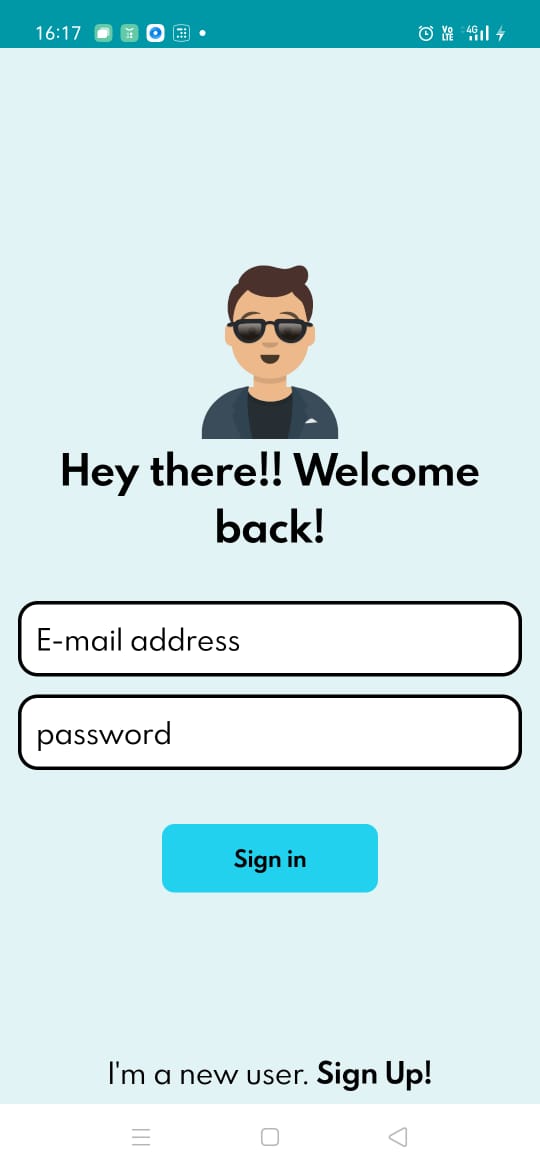 16:17
Vo LTE 4G
Hey there!! Welcome
back!
E-mail address
password
Sign in
I'm a new user. Sign Up!